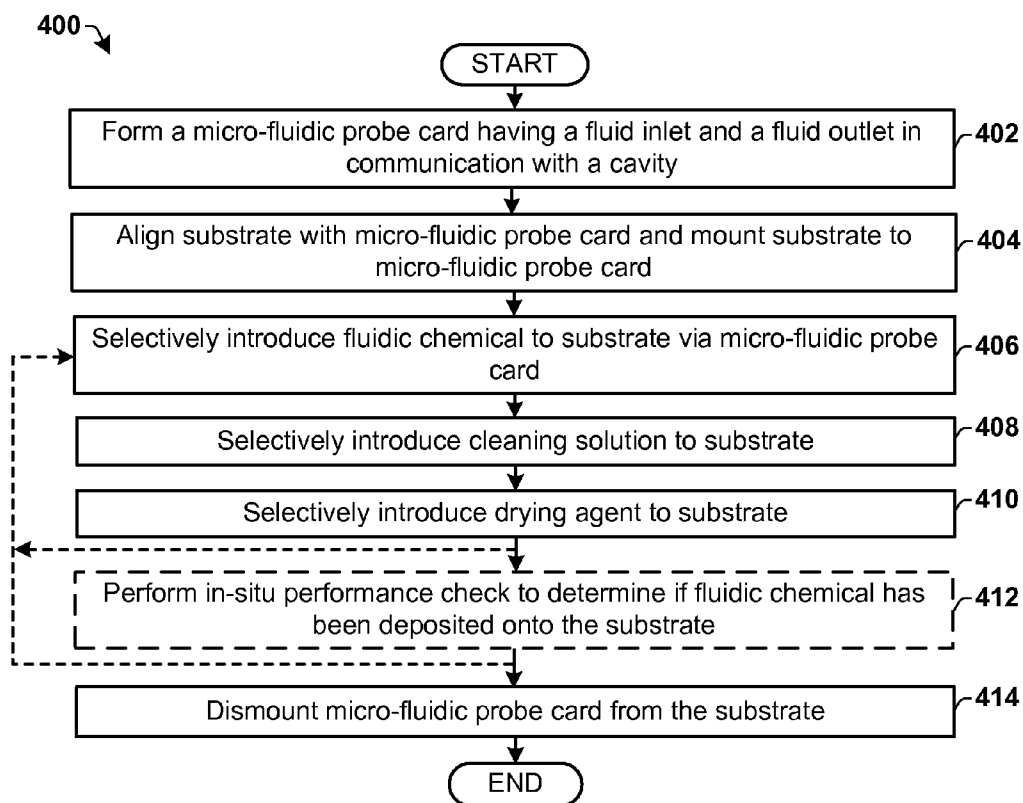 400
START
Form a micro-fluidic probe card having a fluid inlet and a fluid outlet in
communication with a cavity
402
Align substrate with micro-fluidic probe card and mount substrate to
micro-fluidic probe card
404
Selectively introduce fluidic chemical to substrate via micro-fluidic probe
card
406
Selectively introduce cleaning solution to substrate
408
Selectively introduce drying agent to substrate
410
Perform in-situ performance check to determine if fluidic chemical has
been deposited onto the substrate
412
Dismount micro-fluidic probe card from the substrate
414
END